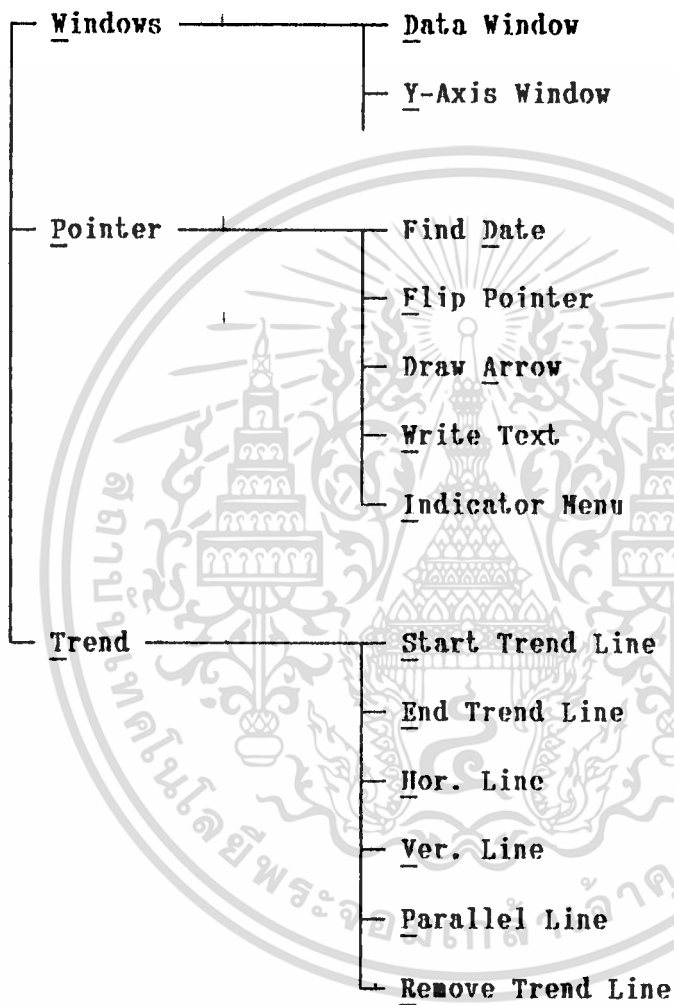 Windows
Data Window
Y-Axis Window
Pointer
Find Date
Flip Pointer
Draw Arrow
Write Text
Indicator Menu
Trend
Start Trend Line
End Trend Line
Hor. Line
Ver. Line
Parallel Line
Remove Trend Line